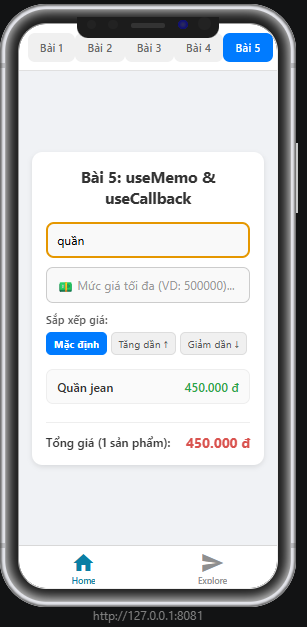 Bài 1 Bài 2 Bài 3 Bài 4 Bài 5
Bài 5: useMemo &
useCallback
quần
💵 Mức giá tối đa (VD: 500000)...
Sắp xếp giá:
Mặc định Tăng dần ↑ Giảm dần ↓
Quần jean 450.000 đ
Tổng giá (1 sản phẩm): 450.000 đ
Home Explore
http://127.0.0.1:8081